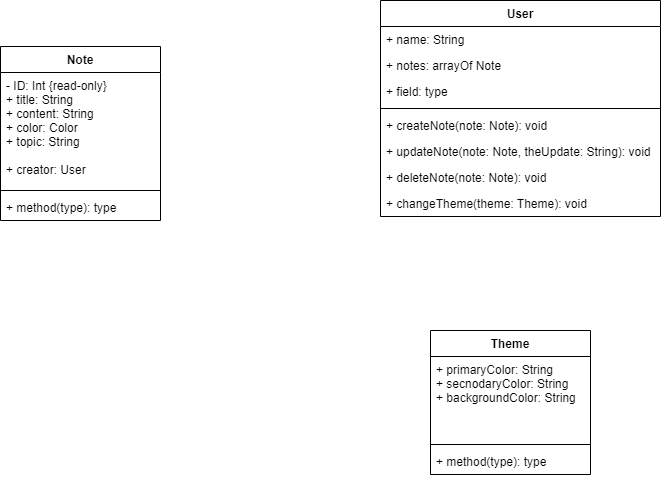 Note
- ID: Int {read-only}
+ title: String
+ content: String
+ color: Color
+ topic: String
+ creator: User
+ method(type): type
User
+ name: String
+ notes: arrayOf Note
+ field: type
+ createNote(note: Note): void
+ updateNote(note: Note, theUpdate: String): void
+ deleteNote(note: Note): void
+ changeTheme(theme: Theme): void
Theme
+ primaryColor: String
+ secnodaryColor: String
+ backgroundColor: String
+ method(type): type